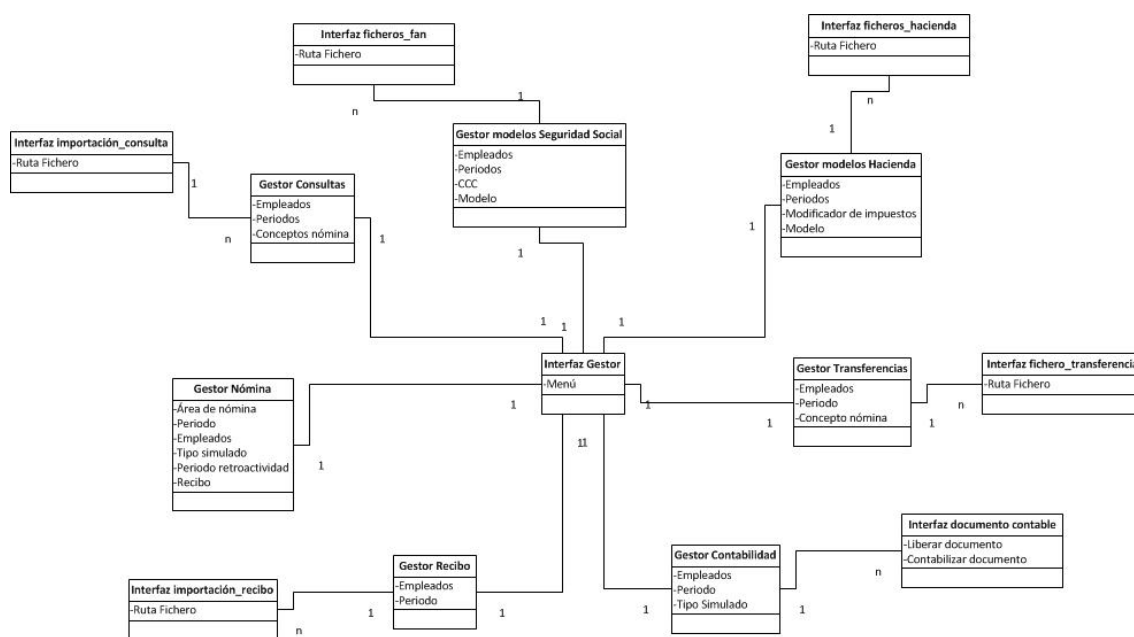 Interfaz ficheros_fan
-Ruta Fichero
n
1
Interfaz ficheros_hacienda
-Ruta Fichero
n
1
Interfaz importación_consulta
-Ruta Fichero
1
n
Gestor Consultas
-Empleados
-Periodos
-Conceptos nómina
1
Gestor modelos Seguridad Social
-Empleados
-Periodos
-CCC
-Modelo
1
Gestor modelos Hacienda
-Empleados
-Periodos
-Modificador de impuestos
-Modelo
1
1
1
1
Interfaz Gestor
-Menú
Gestor Nómina
-Área de nómina
-Periodo
-Empleados
-Tipo simulado
-Periodo retroactividad
-Recibo
1
1
Gestor Transferencias
-Empleados
-Periodo
-Concepto nómina
1
1
1
n
Interfaz fichero_transferencia
-Ruta Fichero
11
Interfaz documento contable
-Liberar documento
-Contabilizar documento
Gestor Contabilidad
-Empleados
-Periodo
-Tipo Simulado
1
1
n
Gestor Recibo
-Empleados
-Periodo
1
1
Interfaz importación_recibo
-Ruta Fichero
n